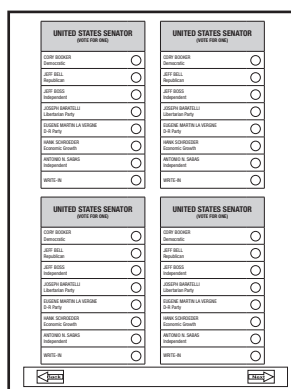 UNITED STATES SENATOR
(VOTE FOR ONE)
CORY BOOKER
Democratic
JEFF BELL
Republican
JEFF BOSS
Independent
JOSEPH BARATELLI
Libertarian Party
EUGENE MARTIN LA VERGNE
D-R Party
HANK SCHROEDER
Economic Growth
ANTONIO N. SABAS
Independent
WRITE-IN
UNITED STATES SENATOR
(VOTE FOR ONE)
CORY BOOKER
Democratic
JEFF BELL
Republican
JEFF BOSS
Independent
JOSEPH BARATELLI
Libertarian Party
EUGENE MARTIN LA VERGNE
D-R Party
HANK SCHROEDER
Economic Growth
ANTONIO N. SABAS
Independent
WRITE-IN
UNITED STATES SENATOR
(VOTE FOR ONE)
CORY BOOKER
Democratic
JEFF BELL
Republican
JEFF BOSS
Independent
JOSEPH BARATELLI
Libertarian Party
EUGENE MARTIN LA VERGNE
D-R Party
HANK SCHROEDER
Economic Growth
ANTONIO N. SABAS
Independent
WRITE-IN
UNITED STATES SENATOR
(VOTE FOR ONE)
CORY BOOKER
Democratic
JEFF BELL
Republican
JEFF BOSS
Independent
JOSEPH BARATELLI
Libertarian Party
EUGENE MARTIN LA VERGNE
D-R Party
HANK SCHROEDER
Economic Growth
ANTONIO N. SABAS
Independent
WRITE-IN
Back
Next